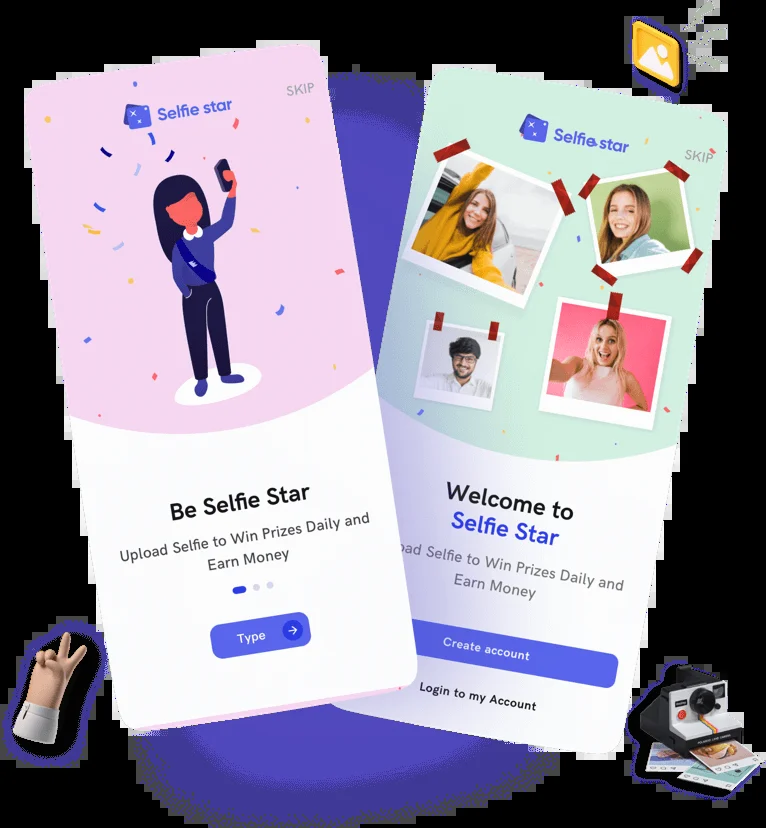 Selfie star
SKIP
Be Selfie Star
Upload Selfie to Win Prizes Daily and
Earn Money
Type
Selfie star
SKIP
Welcome to
Selfie Star
oad Selfie to Win Prizes Daily and
Earn Money
Create account
Login to my Account